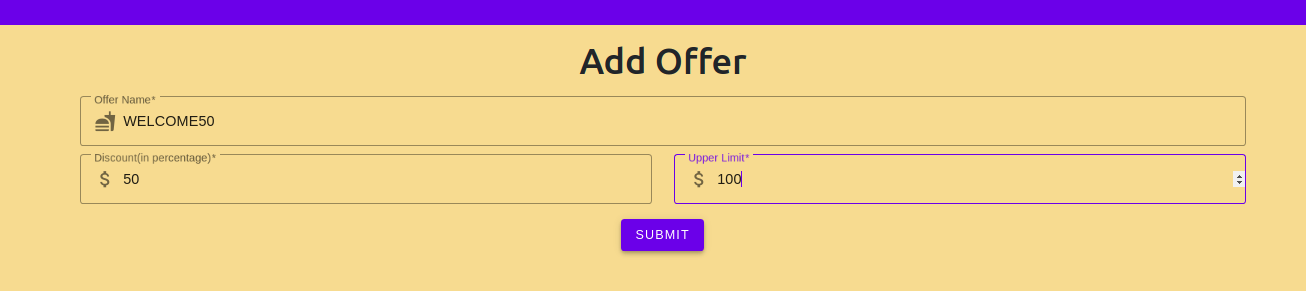 Add Offer
Offer Name*
WELCOME50
Discount(in percentage)*
$ 50
Upper Limit*
$ 100
SUBMIT